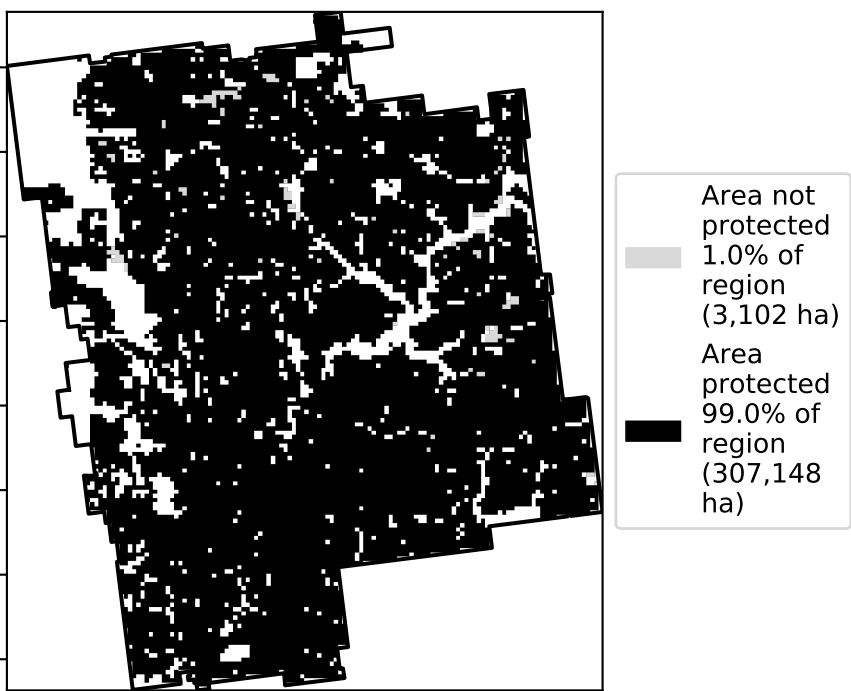 Area not
protected
1.0% of
region
(3,102 ha)
Area
protected
99.0% of
region
(307,148
ha)